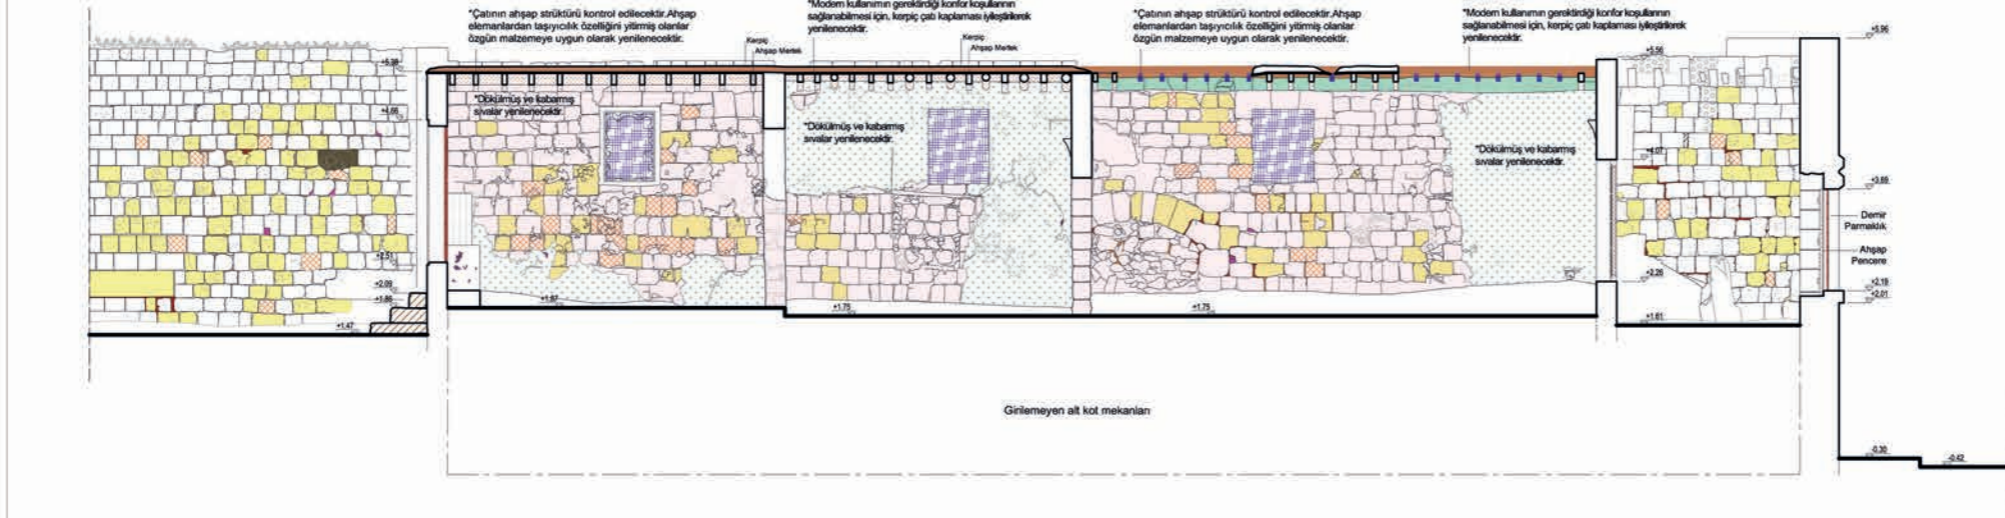 *Çatının ahşap strüktürü kontrol edilecektir.Ahşap
elemanlardan taşıyıcılık özelliğini yitirmiş olanlar
özgün malzemeye uygun olarak yenilenecektir.
*Modern kullanımın gerektirdiği konfor koşullarının
sağlanabilmesi için, kerpiç çatı kaplaması iyileştirilerek
yenilenecektir.
*Çatının ahşap strüktürü kontrol edilecektir.Ahşap
elemanlardan taşıyıcılık özelliğini yitirmiş olanlar
özgün malzemeye uygun olarak yenilenecektir.
*Modern kullanımın gerektirdiği konfor koşullarının
sağlanabilmesi için, kerpiç çatı kaplaması iyileştirilerek
yenilenecektir.
Kerpiç
Ahşap Mertek
Kerpiç
Ahşap Mertek
+5.96
+5.56
+4.66
*Dökülmüş ve kabarmış
sıvalar yenilenecektir.
*Dökülmüş ve kabarmış
sıvalar yenilenecektir.
*Dökülmüş ve kabarmış
sıvalar yenilenecektir.
+4.07
+3.69
Demir
Parmaklık
Ahşap
Pencere
+2.51
+2.09
+2.26
+2.19
+2.01
+1.67
+1.75
+1.75
+1.61
+1.47
Girilemeyen alt kot mekanları
-0.30
-0.42